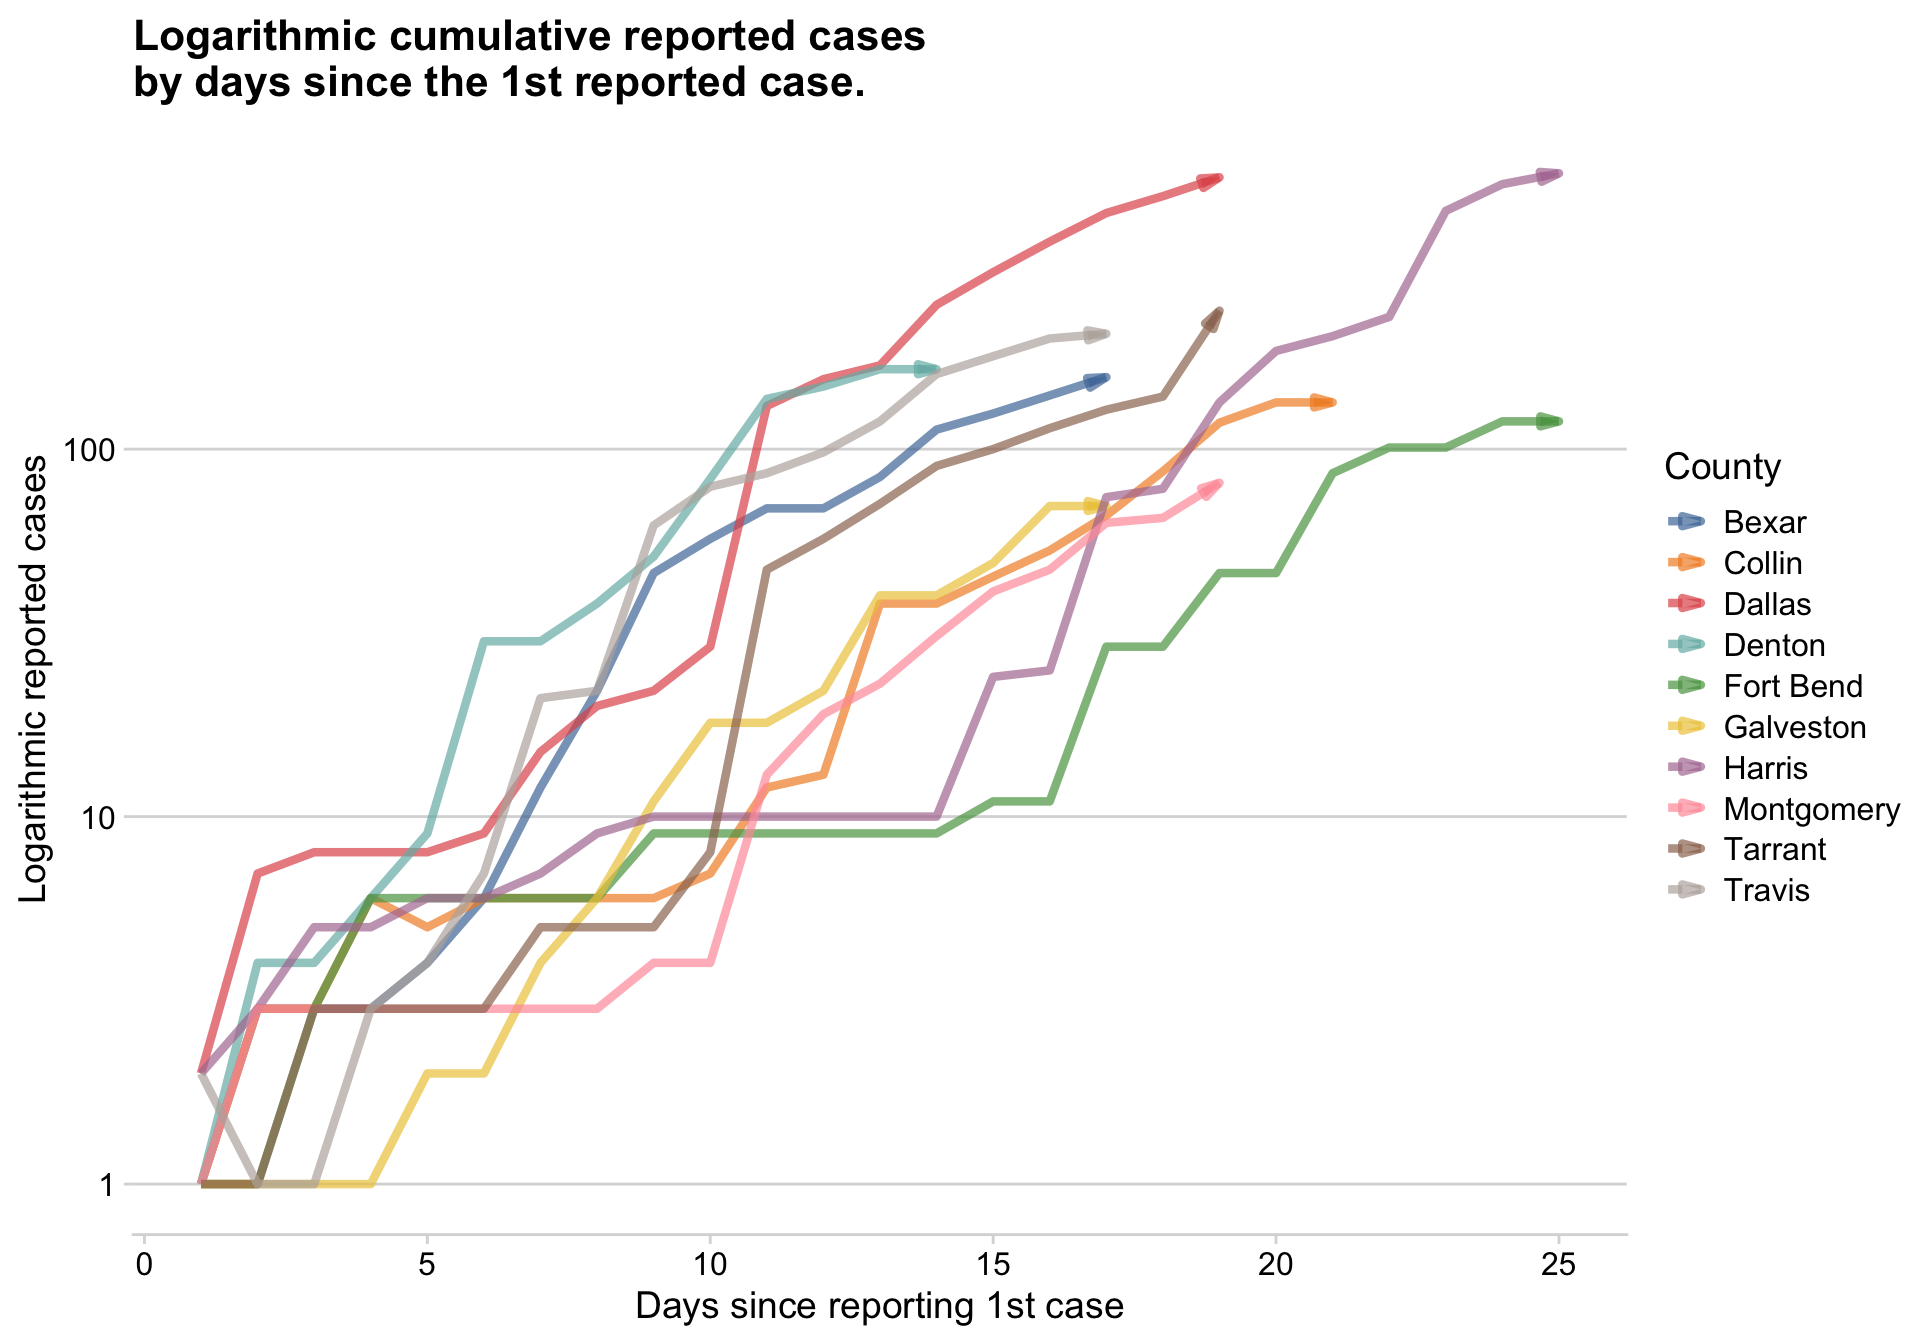 Logarithmic cumulative reported cases
by days since the 1st reported case.
Logarithmic reported cases
100
10
1
0 5 10 15 20 25
Days since reporting 1st case
County
Bexar
Collin
Dallas
Denton
Fort Bend
Galveston
Harris
Montgomery
Tarrant
Travis